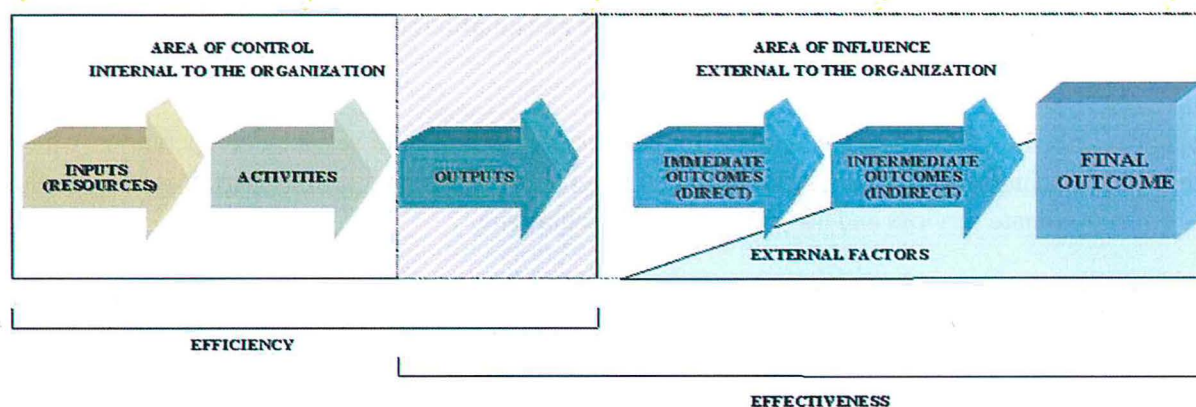 AREA OF CONTROL
INTERNAL TO THE ORGANIZATION
AREA OF INFLUENCE
EXTERNAL TO THE ORGANIZATION
INPUTS
(RESOURCES)
ACTIVITIES
OUTPUTS
IMMEDIATE
OUTCOMES
(DIRECT)
INTERMEDIATE
OUTCOMES
(INDIRECT)
FINAL
OUTCOME
EXTERNAL FACTORS
EFFICIENCY
EFFECTIVENESS